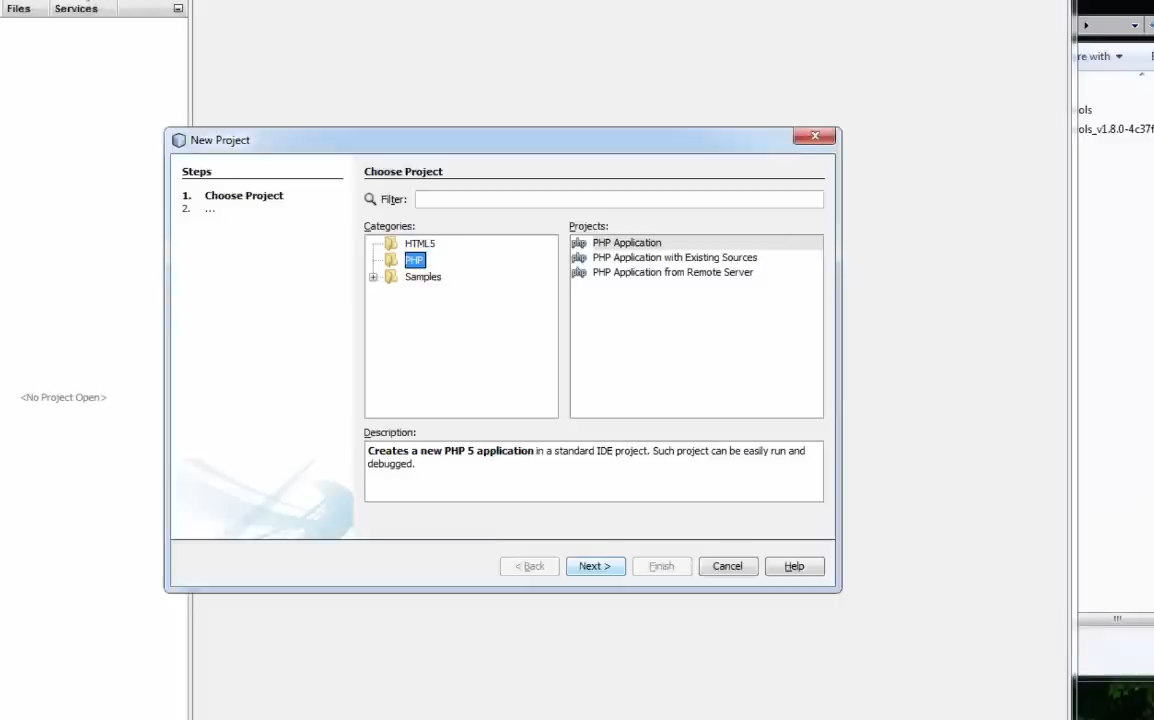 Files Services
re with
ols
ols_v1.8.0-4c37f
New Project
Steps
1. Choose Project
2. ...
Choose Project
Filter:
Categories:
HTML5
PHP
Samples
Projects:
php PHP Application
php PHP Application with Existing Sources
php PHP Application from Remote Server
<No Project Open>
Description:
Creates a new PHP 5 application in a standard IDE project. Such project can be easily run and
debugged.
< Back Next > Finish Cancel Help